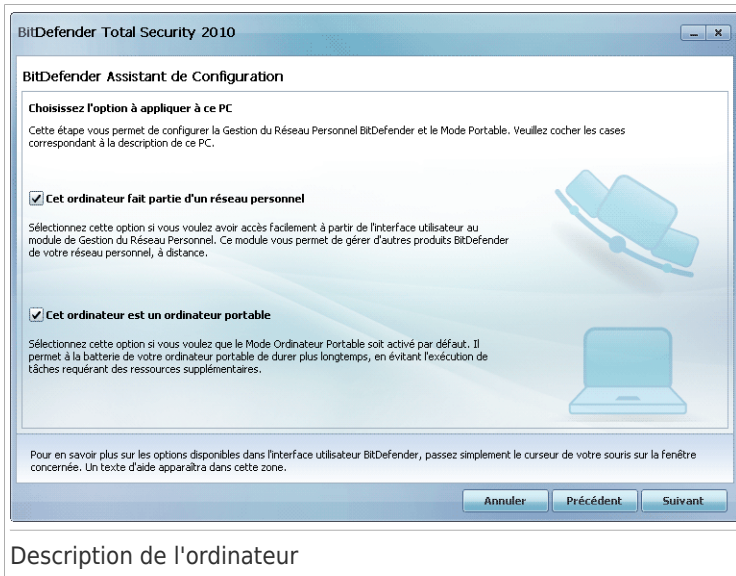 BitDefender Total Security 2010
BitDefender Assistant de Configuration
Choisissez l'option à appliquer à ce PC
Cette étape vous permet de configurer la Gestion du Réseau Personnel BitDefender et le Mode Portable. Veuillez cocher les cases
correspondant à la description de ce PC.
Cet ordinateur fait partie d'un réseau personnel
Sélectionnez cette option si vous voulez avoir accès facilement à partir de l'interface utilisateur au
module de Gestion du Réseau Personnel. Ce module vous permet de gérer d'autres produits BitDefender
de votre réseau personnel, à distance.
Cet ordinateur est un ordinateur portable
Sélectionnez cette option si vous voulez que le Mode Ordinateur Portable soit activé par défaut. Il
permet à la batterie de votre ordinateur portable de durer plus longtemps, en évitant l'exécution de
tâches requérant des ressources supplémentaires.
Pour en savoir plus sur les options disponibles dans l'interface utilisateur BitDefender, passez simplement le curseur de votre souris sur la fenêtre
concernée. Un texte d'aide apparaîtra dans cette zone.
Annuler Précédent Suivant
Description de l'ordinateur